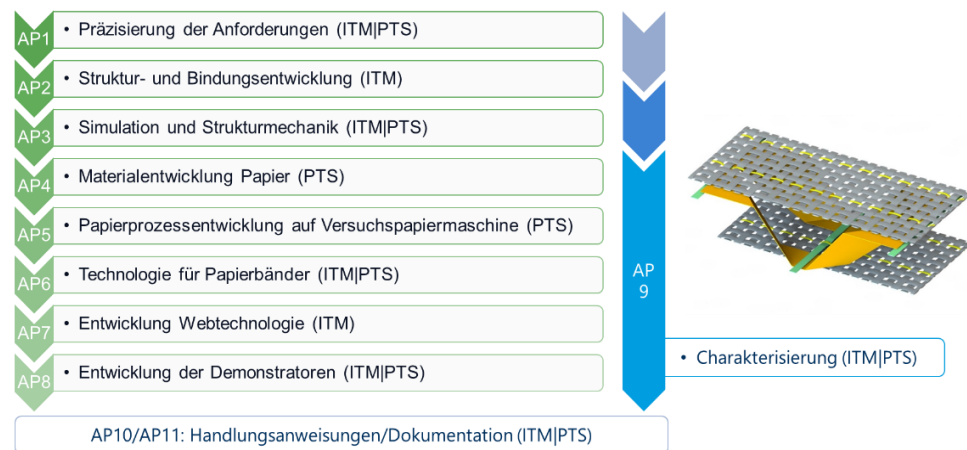 AP1
• Präzisierung der Anforderungen (ITM|PTS)
AP2
• Struktur- und Bindungsentwicklung (ITM)
AP3
• Simulation und Strukturmechanik (ITM|PTS)
AP4
• Materialentwicklung Papier (PTS)
AP5
• Papierprozessentwicklung auf Versuchspapiermaschine (PTS)
AP6
• Technologie für Papierbänder (ITM|PTS)
AP7
• Entwicklung Webtechnologie (ITM)
AP8
• Entwicklung der Demonstratoren (ITM|PTS)
AP
9
• Charakterisierung (ITM|PTS)
AP10/AP11: Handlungsanweisungen/Dokumentation (ITM|PTS)